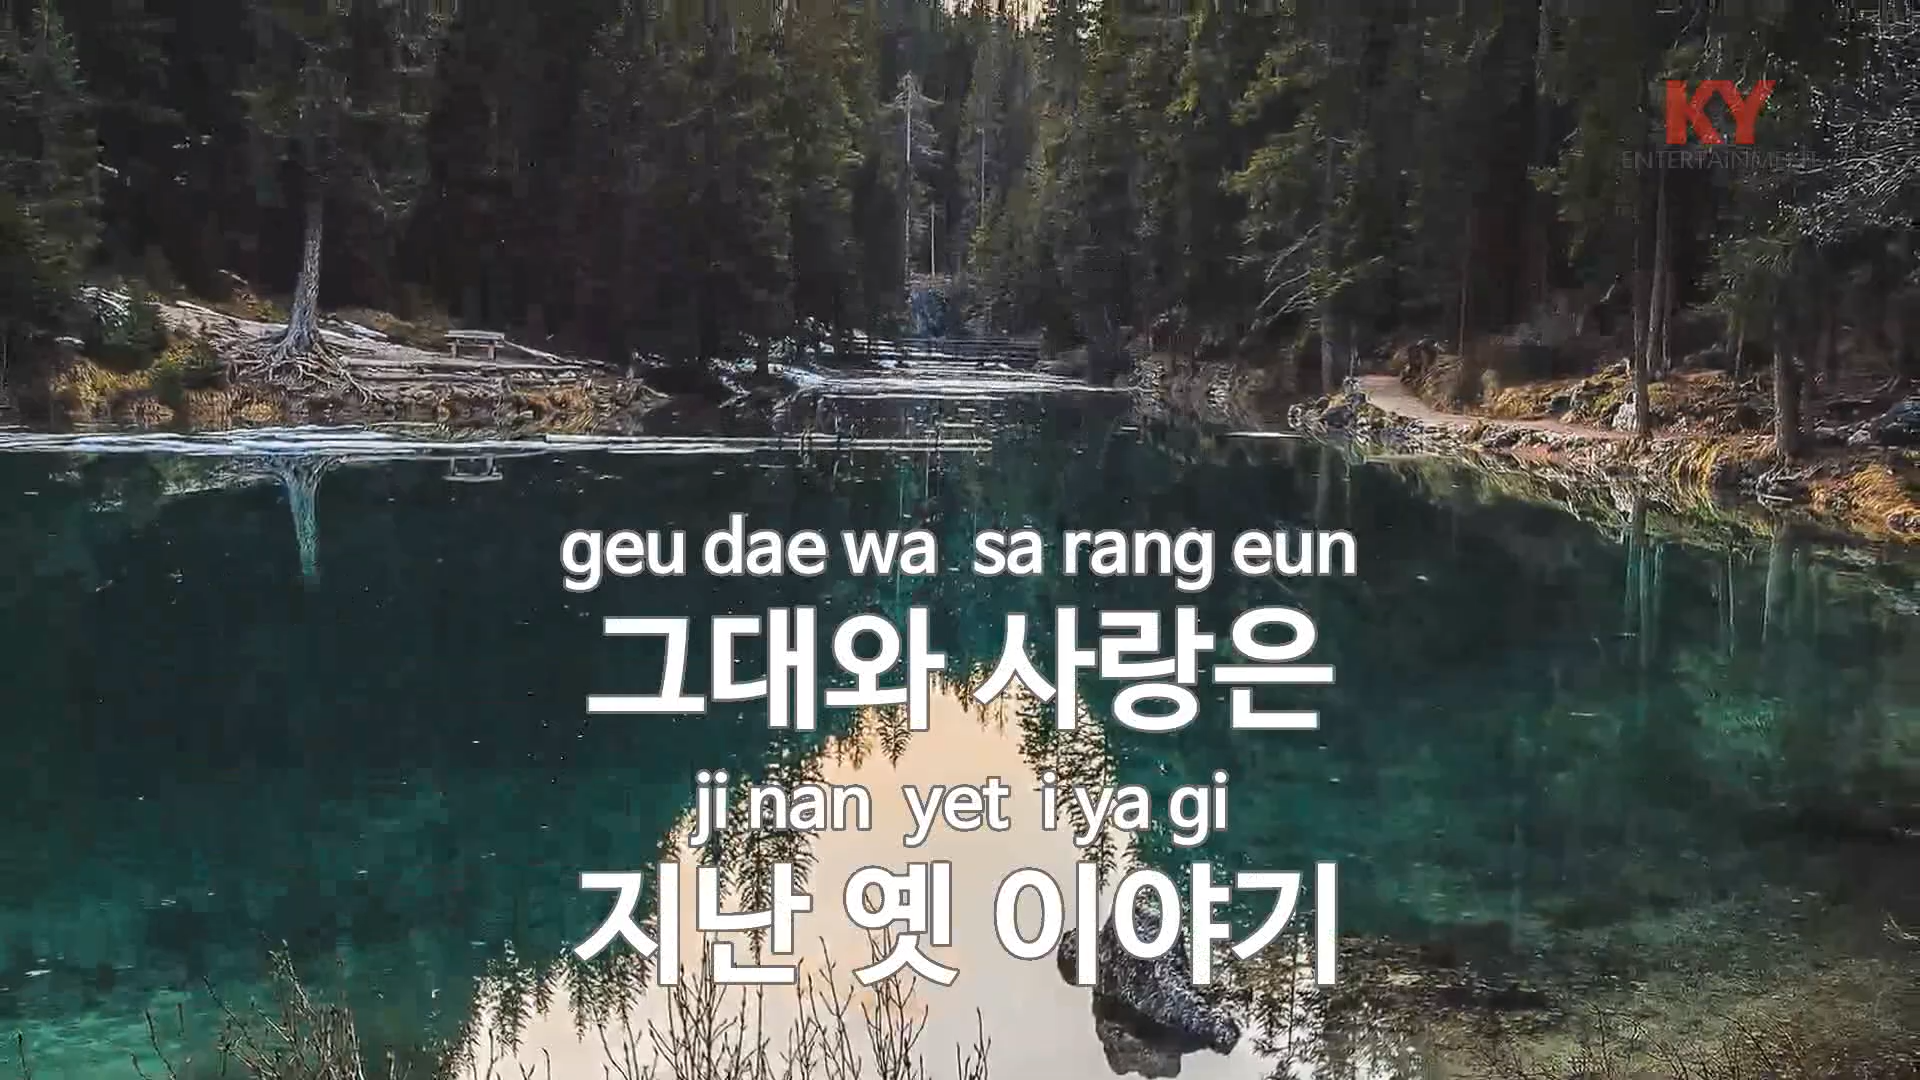 KY
ENTERTAINMENT
geu dae wa sa rang eun
그대와 사랑은
ji nan yet i ya gi
지난 옛 이야기